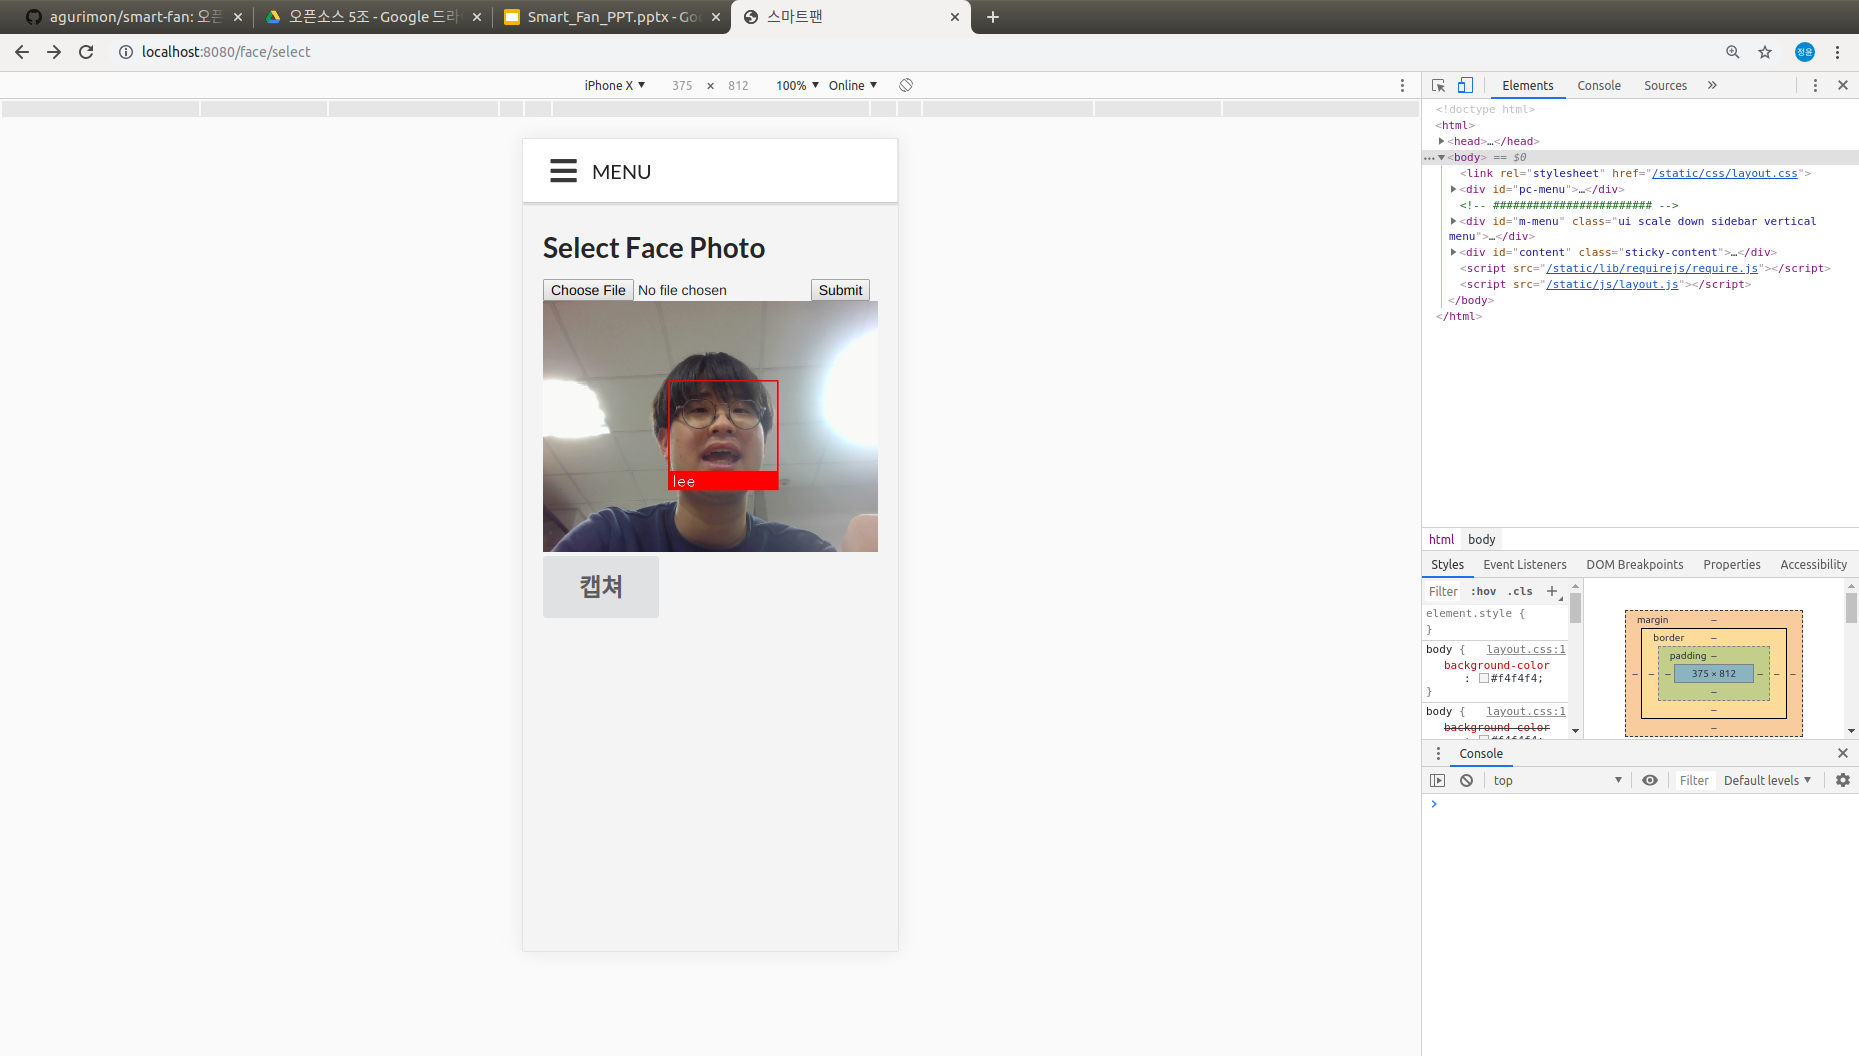 agurimon/smart-fan: 오픈
오픈소스 5조 - Google 드라
Smart_Fan_PPT.pptx - Goo
스마트팬
localhost:8080/face/select
정윤
iPhone X 375 × 812 100% Online
MENU
Select Face Photo
Choose File No file chosen Submit
lee
캡쳐
Elements Console Sources »
<!doctype html>
<html>
<head>…</head>
… <body> == $0
<link rel="stylesheet" href="/static/css/layout.css">
<div id="pc-menu">…</div>
<!-- ######################## -->
<div id="m-menu" class="ui scale down sidebar vertical
menu">…</div>
<div id="content" class="sticky-content">…</div>
<script src="/static/lib/requirejs/require.js"></script>
<script src="/static/js/layout.js"></script>
</body>
</html>
html body
Styles Event Listeners DOM Breakpoints Properties Accessibility
Filter :hov .cls +
element.style {
}
body { layout.css:1
background-color
: #f4f4f4;
}
body { layout.css:1
background-color
: #f4f4f4;
margin –
border –
padding –
– – – 375 × 812 – – –
–
–
–
Console
top Filter Default levels
>